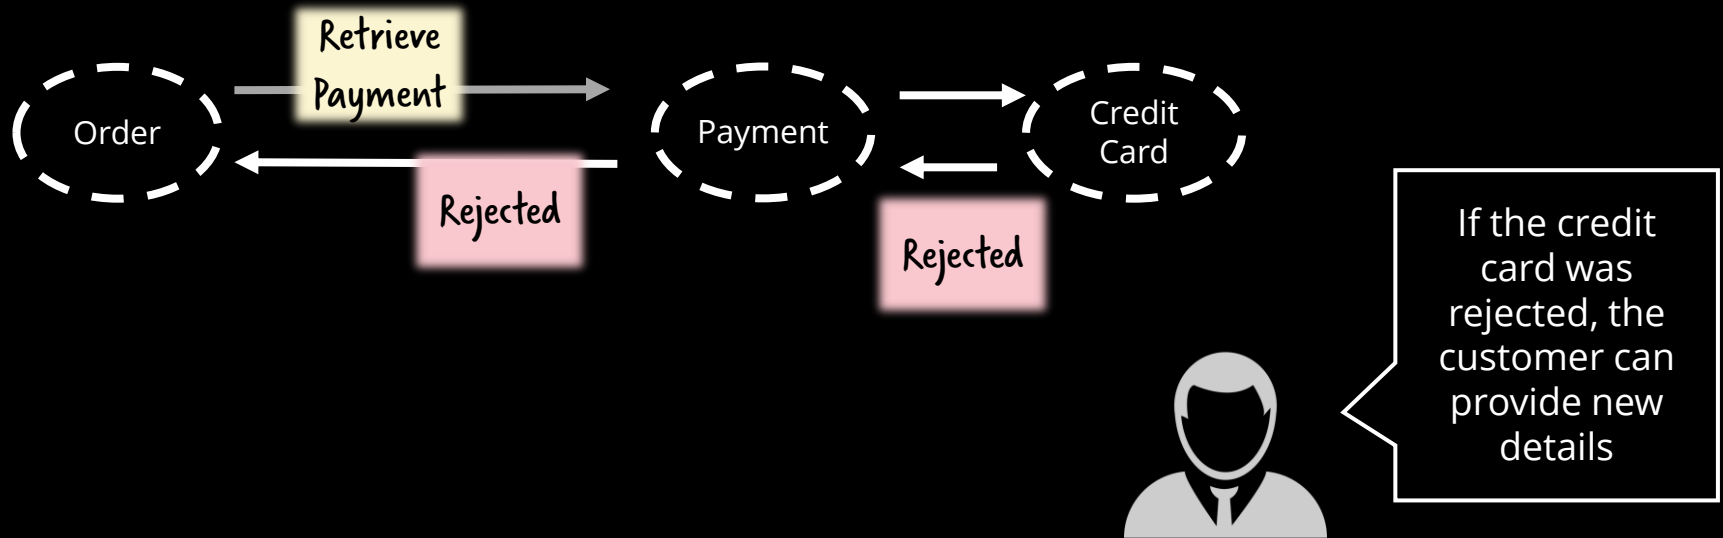 Retrieve
Payment
Order
Payment
Credit
Card
Rejected
Rejected
If the credit
card was
rejected, the
customer can
provide new
details